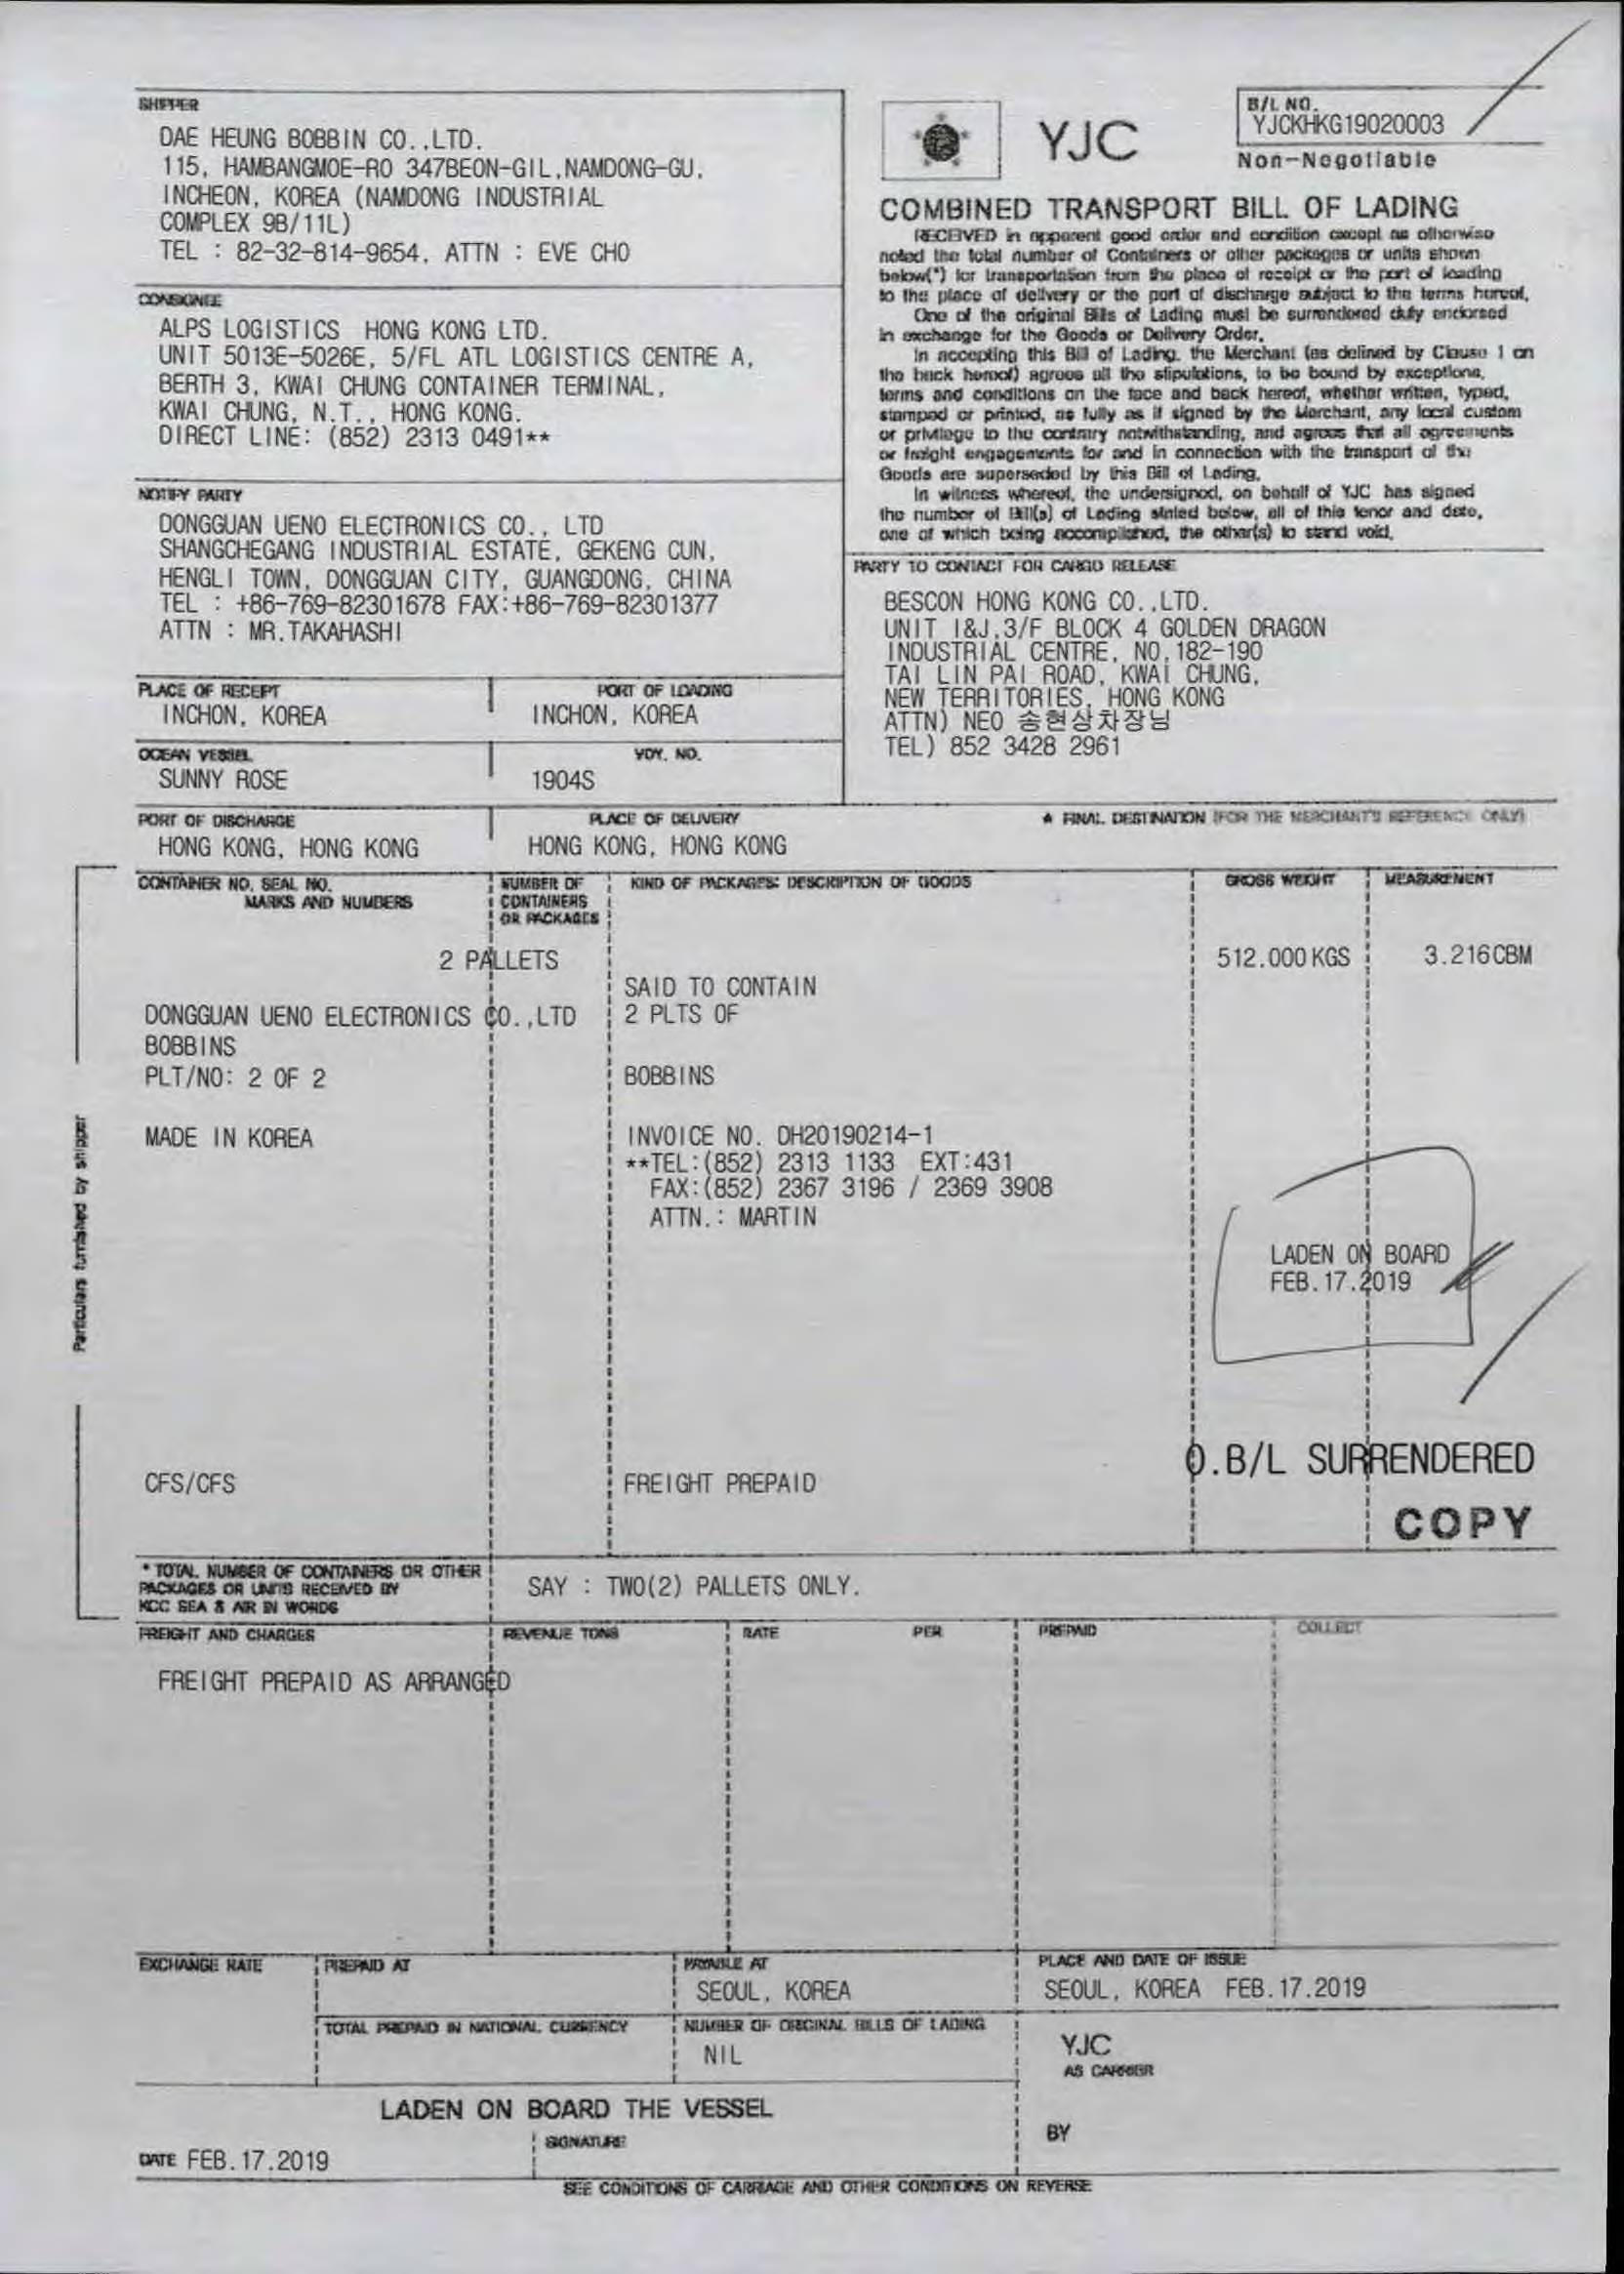 SHIPPER
DAE HEUNG BOBBIN CO.,LTD.
115, HAMBANGMOE-RO 347BEON-GIL,NAMDONG-GU,
INCHEON, KOREA (NAMDONG INDUSTRIAL
COMPLEX 9B/11L)
TEL : 82-32-814-9654, ATTN : EVE CHO
CONSIGNEE
ALPS LOGISTICS HONG KONG LTD.
UNIT 5013E-5026E, 5/FL ATL LOGISTICS CENTRE A,
BERTH 3, KWAI CHUNG CONTAINER TERMINAL,
KWAI CHUNG, N.T., HONG KONG.
DIRECT LINE: (852) 2313 0491**
NOTIFY PARTY
DONGGUAN UENO ELECTRONICS CO., LTD
SHANGCHEGANG INDUSTRIAL ESTATE, GEKENG CUN,
HENGLI TOWN, DONGGUAN CITY, GUANGDONG, CHINA
TEL : +86-769-82301678 FAX:+86-769-82301377
ATTN : MR.TAKAHASHI
YJC
B/L NO.
YJCKHKG19020003
Non-Negotiable
COMBINED TRANSPORT BILL OF LADING
RECEIVED in apparent good order and condition except as otherwise
noted the total number of Containers or other packages or units shown
below(*) for transportation from the place of receipt or the port of loading
to the place of delivery or the port of discharge subject to the terms hereof.
One of the original Bills of Lading must be surrendered duly endorsed
in exchange for the Goods or Delivery Order.
In accepting this Bill of Lading, the Merchant (as defined by Clause 1 on
the back hereof) agrees all the stipulations, to be bound by exceptions,
terms and conditions on the face and back hereof, whether written, typed,
stamped or printed, as fully as if signed by the Merchant, any local custom
or privilege to the contrary notwithstanding, and agrees that all agreements
or freight engagements for and in connection with the transport of the
Goods are superseded by this Bill of Lading.
In witness whereof, the undersigned, on behalf of YJC has signed
the number of Bill(s) of Lading stated below, all of this tenor and date,
one of which being accomplished, the other(s) to stand void.
PARTY TO CONTACT FOR CARGO RELEASE
BESCON HONG KONG CO.,LTD.
UNIT I&J,3/F BLOCK 4 GOLDEN DRAGON
INDUSTRIAL CENTRE, NO,182-190
TAI LIN PAI ROAD, KWAI CHUNG,
NEW TERRITORIES, HONG KONG
ATTN) NEO 송현상차장님
TEL) 852 3428 2961
PLACE OF RECEPT PORT OF LOADING
INCHON, KOREA INCHON, KOREA
OCEAN VESSEL VOY. NO.
SUNNY ROSE 1904S
PORT OF DISCHARGE PLACE OF DELIVERY * FINAL DESTINATION (FOR THE MERCHANT'S REFERENCE ONLY)
HONG KONG, HONG KONG HONG KONG, HONG KONG
CONTAINER NO. SEAL NO.
MARKS AND NUMBERS
NUMBER OF
CONTAINERS
OR PACKAGES
KIND OF PACKAGES: DESCRIPTION OF GOODS GROSS WEIGHT MEASUREMENT
2 PALLETS 512.000 KGS 3.216CBM
SAID TO CONTAIN
DONGGUAN UENO ELECTRONICS CO.,LTD 2 PLTS OF
BOBBINS
PLT/NO: 2 OF 2 BOBBINS
MADE IN KOREA INVOICE NO. DH20190214-1
**TEL:(852) 2313 1133 EXT:431
FAX:(852) 2367 3196 / 2369 3908
ATTN.: MARTIN
Particulars furnished by shipper
LADEN ON BOARD
FEB.17.2019
O.B/L SURRENDERED
CFS/CFS FREIGHT PREPAID
COPY
* TOTAL NUMBER OF CONTAINERS OR OTHER
PACKAGES OR UNITS RECEIVED BY
KCC SEA & AIR IN WORDS
SAY : TWO(2) PALLETS ONLY.
FREIGHT AND CHARGES REVENUE TONS RATE PER PREPAID COLLECT
FREIGHT PREPAID AS ARRANGED
EXCHANGE RATE PREPAID AT PAYABLE AT PLACE AND DATE OF ISSUE
SEOUL, KOREA SEOUL, KOREA FEB.17.2019
TOTAL PREPAID IN NATIONAL CURRENCY NUMBER OF ORIGINAL BILLS OF LADING
NIL
YJC
AS CARRIER
LADEN ON BOARD THE VESSEL
BY
DATE FEB.17.2019 SIGNATURE
SEE CONDITIONS OF CARRIAGE AND OTHER CONDITIONS ON REVERSE